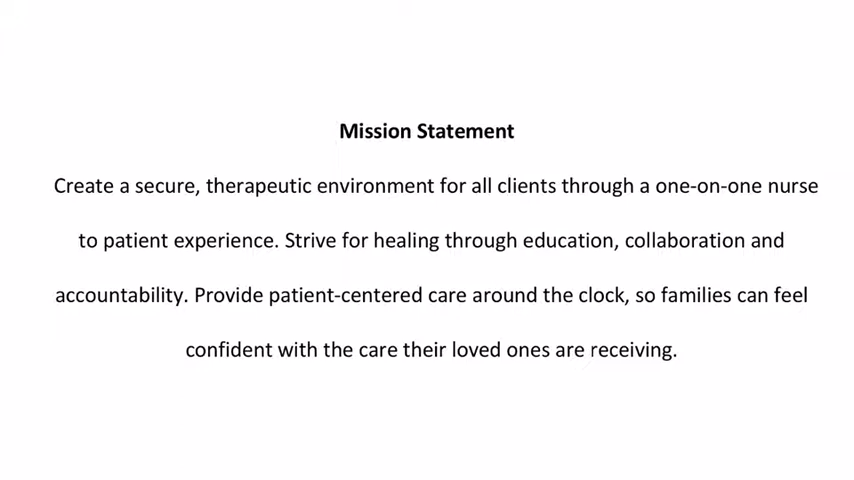 Mission Statement
Create a secure, therapeutic environment for all clients through a one-on-one nurse
to patient experience. Strive for healing through education, collaboration and
accountability. Provide patient-centered care around the clock, so families can feel
confident with the care their loved ones are receiving.